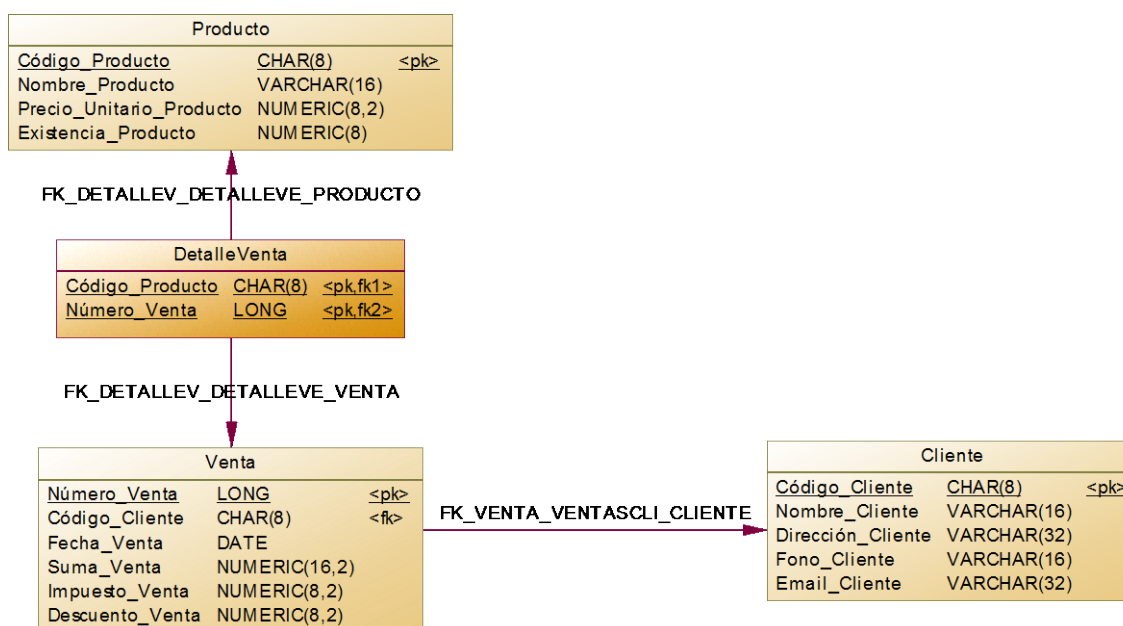 Producto
Código_Producto CHAR(8) <pk>
Nombre_Producto VARCHAR(16)
Precio_Unitario_Producto NUMERIC(8,2)
Existencia_Producto NUMERIC(8)
FK_DETALLEV_DETALLEVE_PRODUCTO
DetalleVenta
Código_Producto CHAR(8) <pk,fk1>
Número_Venta LONG <pk,fk2>
FK_DETALLEV_DETALLEVE_VENTA
Venta
Número_Venta LONG <pk>
Código_Cliente CHAR(8) <fk>
Fecha_Venta DATE
Suma_Venta NUMERIC(16,2)
Impuesto_Venta NUMERIC(8,2)
Descuento_Venta NUMERIC(8,2)
FK_VENTA_VENTASCLI_CLIENTE
Cliente
Código_Cliente CHAR(8) <pk>
Nombre_Cliente VARCHAR(16)
Dirección_Cliente VARCHAR(32)
Fono_Cliente VARCHAR(16)
Email_Cliente VARCHAR(32)